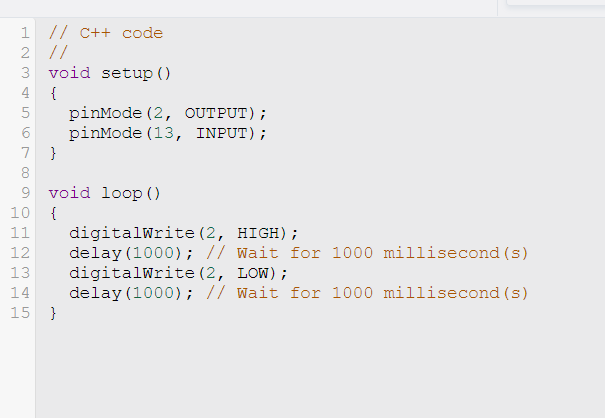 1 // C++ code
2 //
3 void setup()
4 {
5   pinMode(2, OUTPUT);
6   pinMode(13, INPUT);
7 }
8
9 void loop()
10 {
11   digitalWrite(2, HIGH);
12   delay(1000); // Wait for 1000 millisecond(s)
13   digitalWrite(2, LOW);
14   delay(1000); // Wait for 1000 millisecond(s)
15 }